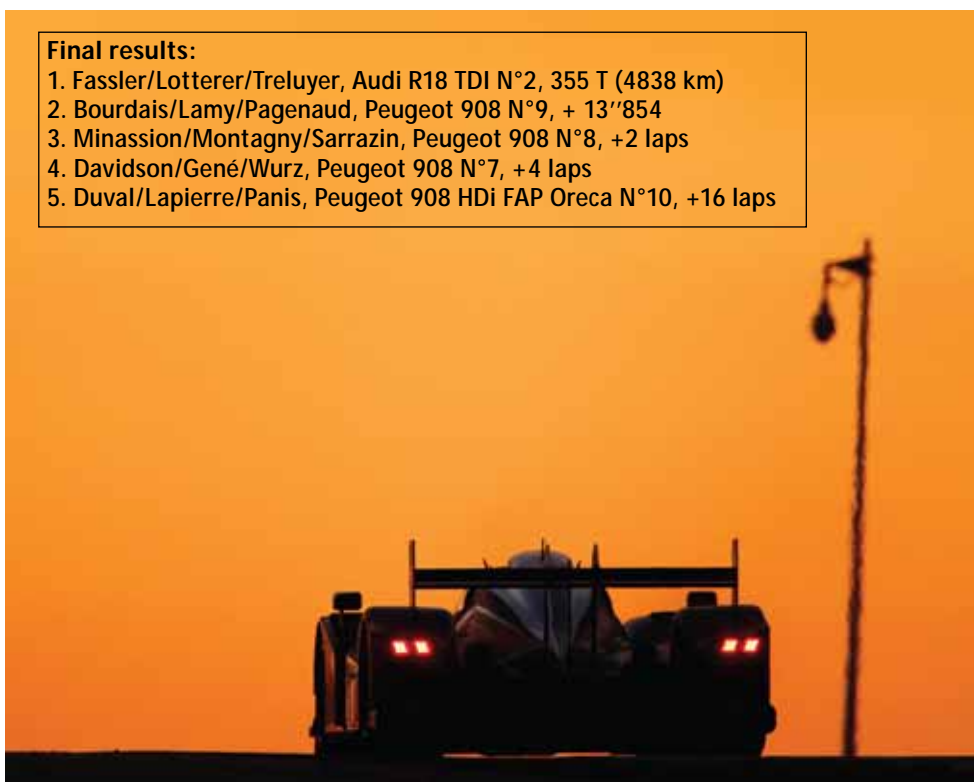 Final results:
1. Fassler/Lotterer/Treluyer, Audi R18 TDI N°2, 355 T (4838 km)
2. Bourdais/Lamy/Pagenaud, Peugeot 908 N°9, + 13''854
3. Minassion/Montagny/Sarrazin, Peugeot 908 N°8, +2 laps
4. Davidson/Gené/Wurz, Peugeot 908 N°7, +4 laps
5. Duval/Lapierre/Panis, Peugeot 908 HDi FAP Oreca N°10, +16 laps